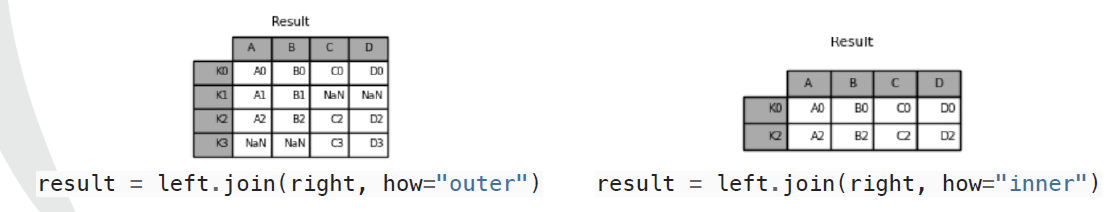 Result
A B C D
K0 A0 B0 C0 D0
K1 A1 B1 NaN NaN
K2 A2 B2 C2 D2
K3 NaN NaN C3 D3
result = left.join(right, how="outer")
Result
A B C D
K0 A0 B0 C0 D0
K2 A2 B2 C2 D2
result = left.join(right, how="inner")